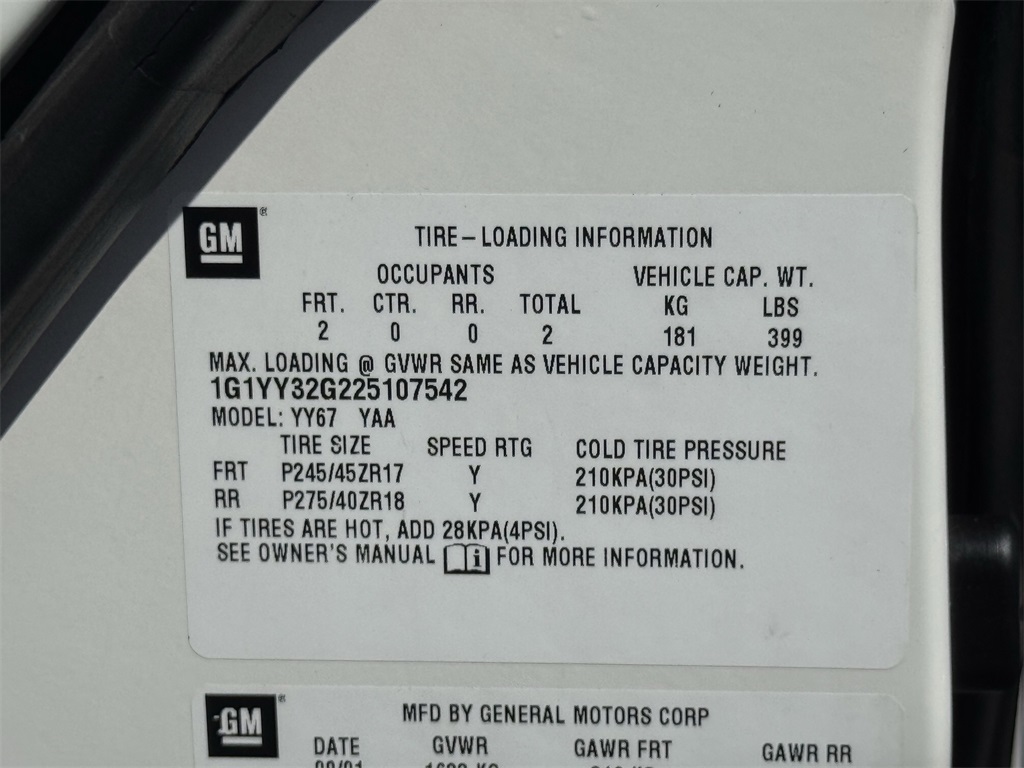 GM®
TIRE–LOADING INFORMATION
OCCUPANTS VEHICLE CAP. WT.
FRT. CTR. RR. TOTAL KG LBS
2 0 0 2 181 399
MAX. LOADING @ GVWR SAME AS VEHICLE CAPACITY WEIGHT.
1G1YY32G225107542
MODEL: YY67 YAA
TIRE SIZE SPEED RTG COLD TIRE PRESSURE
FRT P245/45ZR17 Y 210KPA(30PSI)
RR P275/40ZR18 Y 210KPA(30PSI)
IF TIRES ARE HOT, ADD 28KPA(4PSI).
SEE OWNER'S MANUAL i FOR MORE INFORMATION.
GM®
MFD BY GENERAL MOTORS CORP
DATE GVWR GAWR FRT GAWR RR